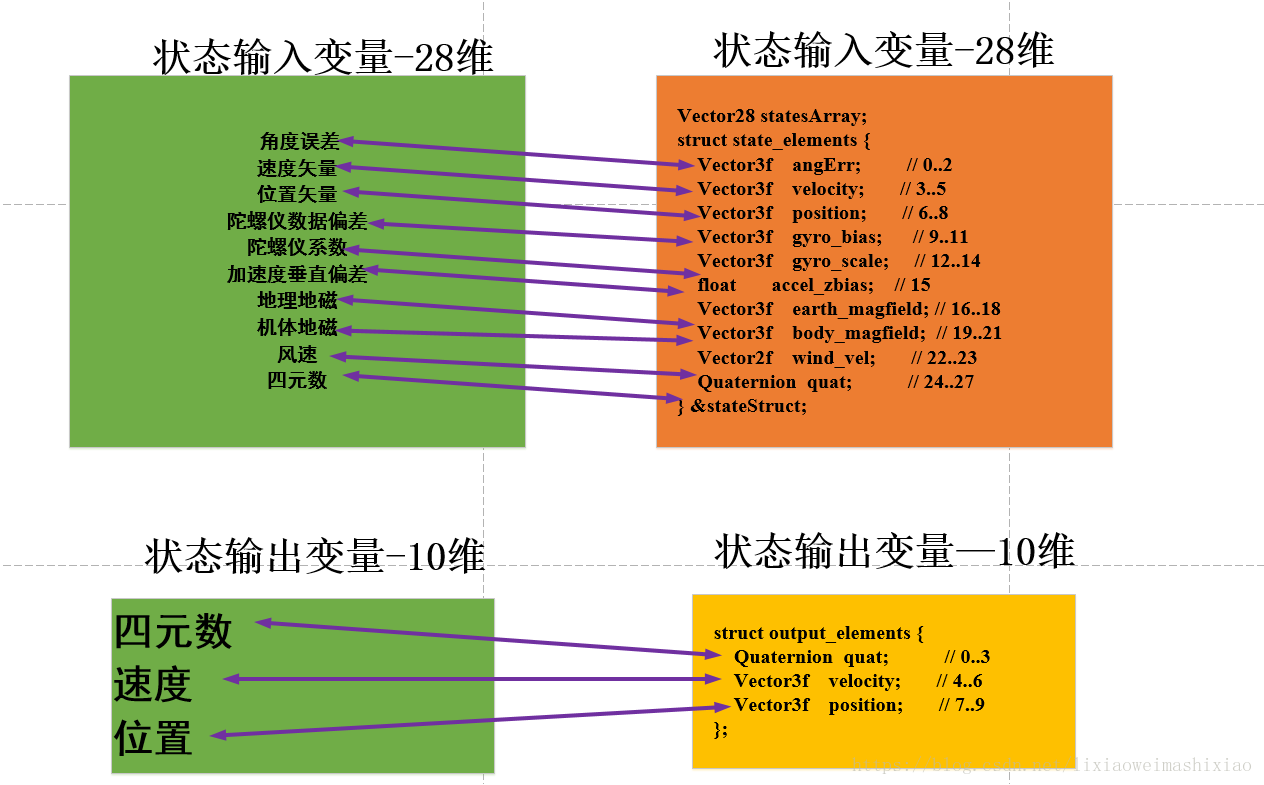 状态输入变量-28维
角度误差
速度矢量
位置矢量
陀螺仪数据偏差
陀螺仪系数
加速度垂直偏差
地理地磁
机体地磁
风速
四元数
状态输入变量-28维
Vector28 statesArray;
struct state_elements {
Vector3f angErr; // 0..2
Vector3f velocity; // 3..5
Vector3f position; // 6..8
Vector3f gyro_bias; // 9..11
Vector3f gyro_scale; // 12..14
float accel_zbias; // 15
Vector3f earth_magfield; // 16..18
Vector3f body_magfield; // 19..21
Vector2f wind_vel; // 22..23
Quaternion quat; // 24..27
} &stateStruct;
状态输出变量-10维
四元数
速度
位置
状态输出变量—10维
struct output_elements {
Quaternion quat; // 0..3
Vector3f velocity; // 4..6
Vector3f position; // 7..9
};
https://blog.csdn.net/lixiaoweimashixiao